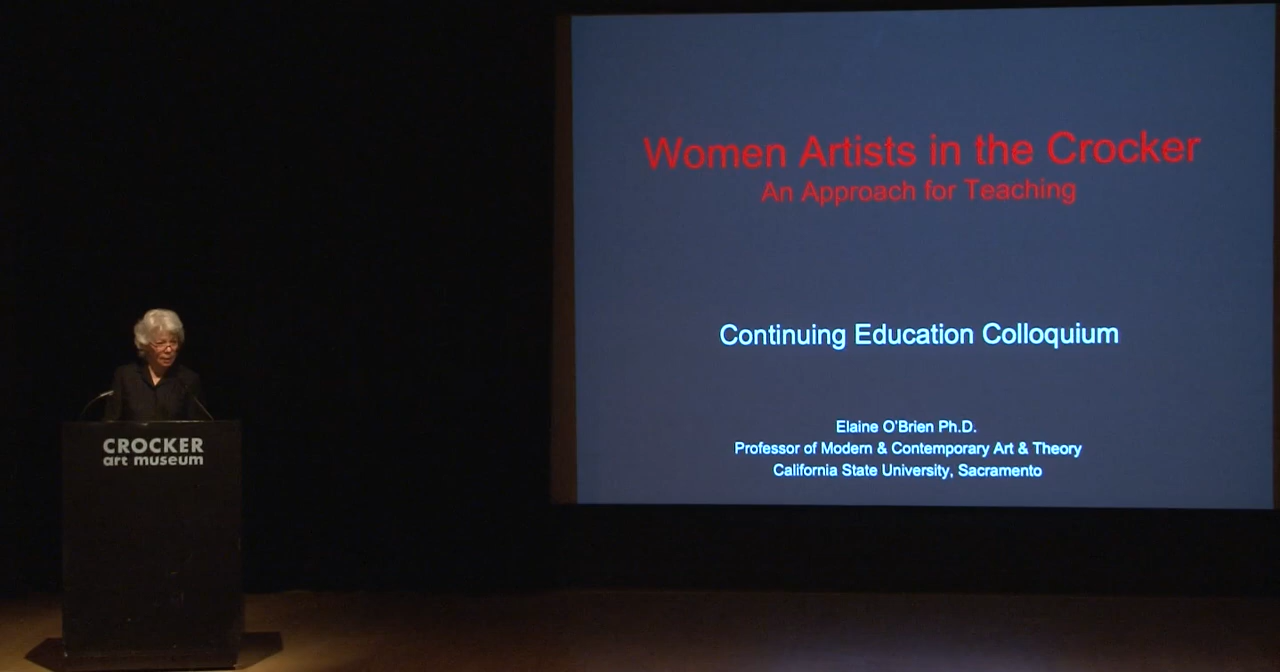 CROCKER
art museum
Women Artists in the Crocker
An Approach for Teaching
Continuing Education Colloquium
Elaine O'Brien Ph.D.
Professor of Modern & Contemporary Art & Theory
California State University, Sacramento